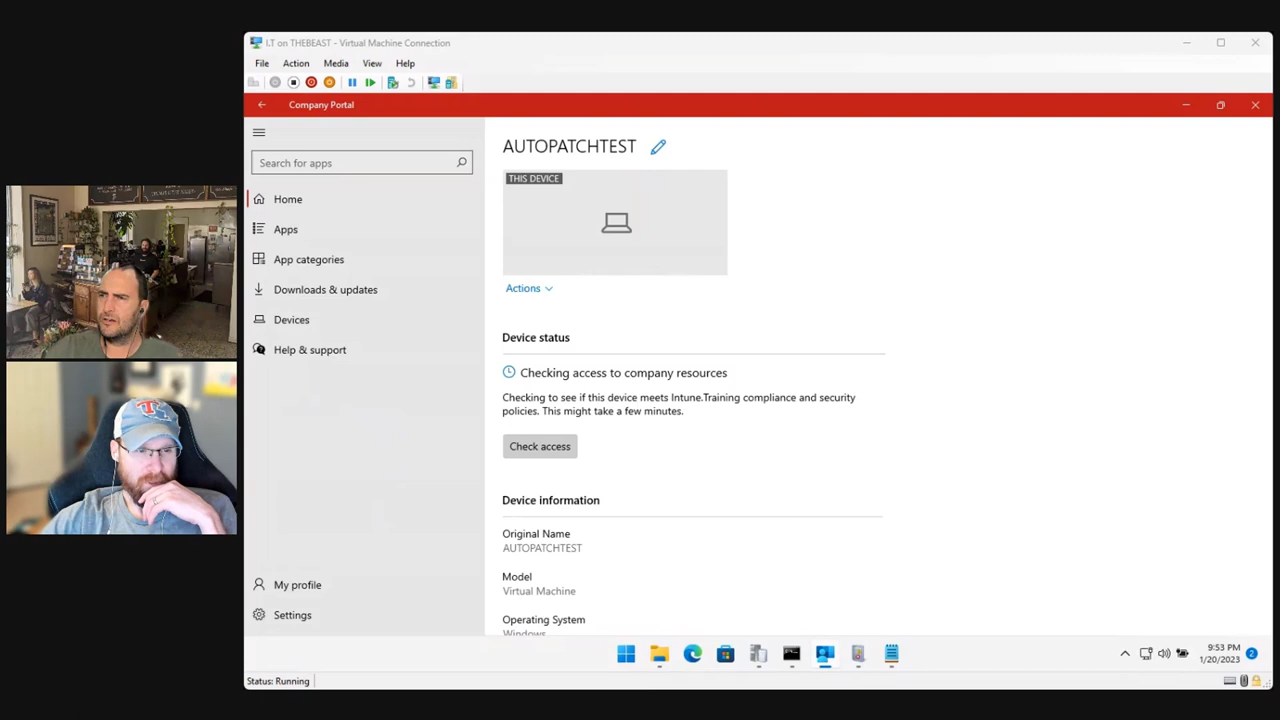 I.T on THEBEAST - Virtual Machine Connection
File Action Media View Help
Company Portal
Search for apps
Home
Apps
App categories
Downloads & updates
Devices
Help & support
My profile
Settings
AUTOPATCHTEST
THIS DEVICE
Actions
Device status
Checking access to company resources
Checking to see if this device meets Intune.Training compliance and security
policies. This might take a few minutes.
Check access
Device information
Original Name
AUTOPATCHTEST
Model
Virtual Machine
Operating System
Windows
9:53 PM
1/20/2023
2
Status: Running